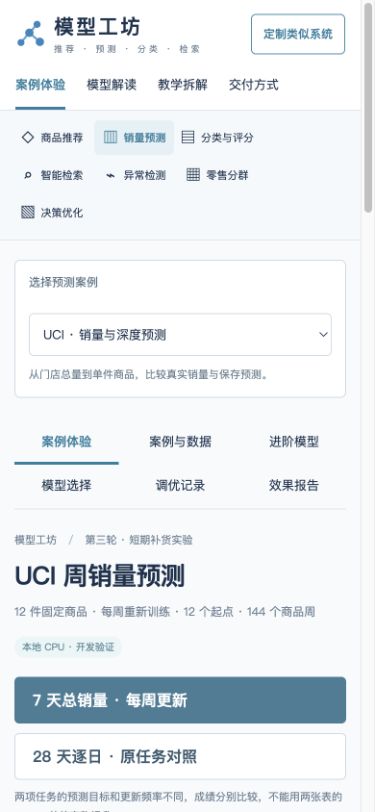 模型工坊
推荐 · 预测 · 分类 · 检索
定制类似系统
案例体验 模型解读 教学拆解 交付方式
商品推荐 销量预测 分类与评分
智能检索 异常检测 零售分群
决策优化
选择预测案例
UCI · 销量与深度预测
从门店总量到单件商品，比较真实销量与保存预测。
案例体验 案例与数据 进阶模型
模型选择 调优记录 效果报告
模型工坊 / 第三轮 · 短期补货实验
UCI 周销量预测
12 件固定商品 · 每周重新训练 · 12 个起点 · 144 个商品周
本地 CPU · 开发验证
7 天总销量 · 每周更新
28 天逐日 · 原任务对照
两项任务的预测目标和更新频率不同，成绩分别比较，不能用两张表的